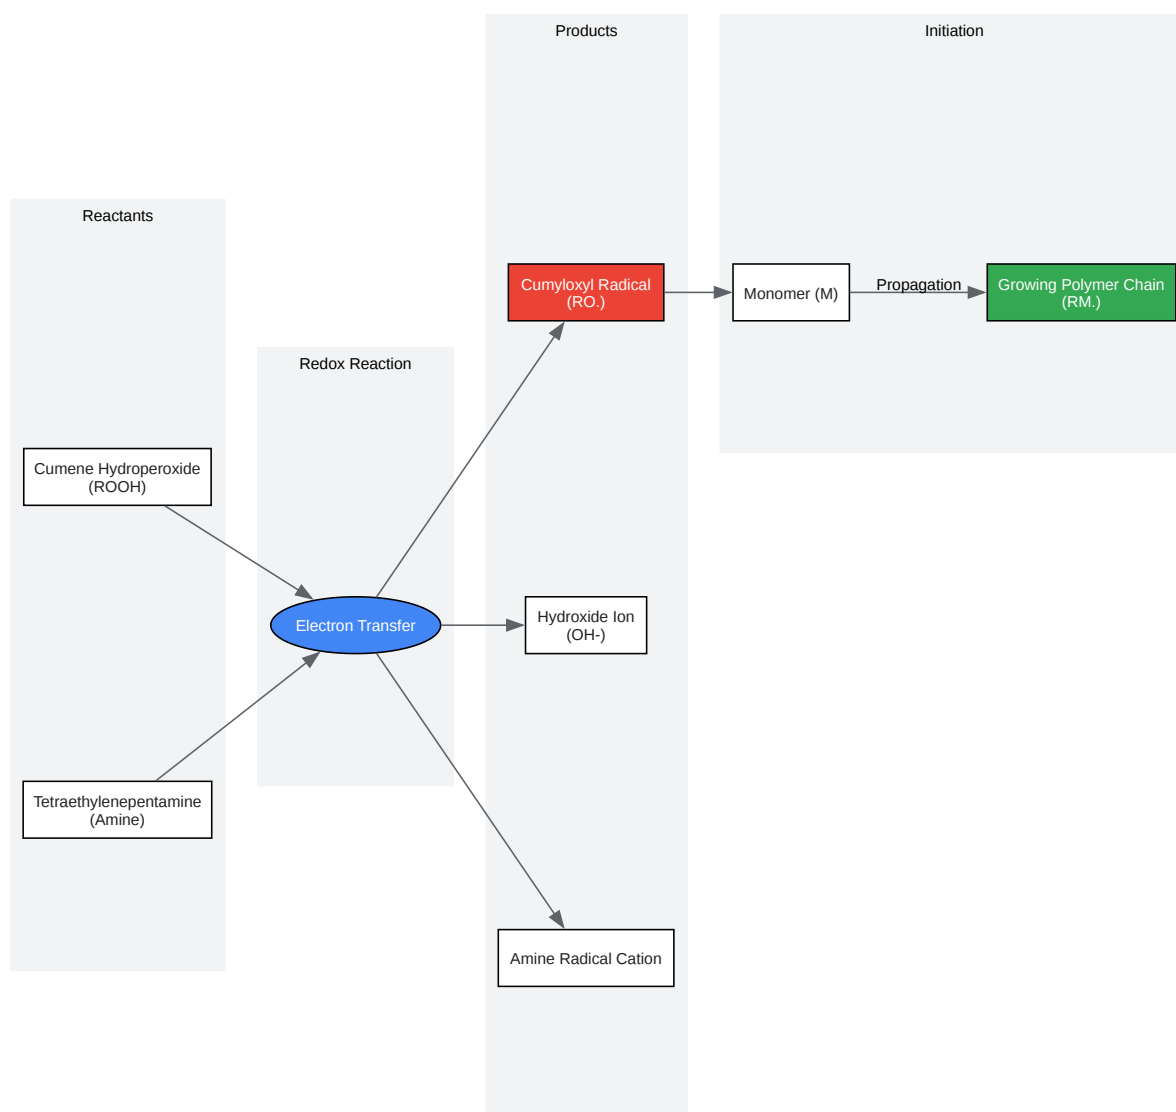 Products
Initiation
Reactants
Cumyloxyl Radical
(RO.)
Monomer (M)
Propagation
Growing Polymer Chain
(RM.)
Redox Reaction
Cumene Hydroperoxide
(ROOH)
Electron Transfer
Hydroxide Ion
(OH-)
Tetraethylenepentamine
(Amine)
Amine Radical Cation